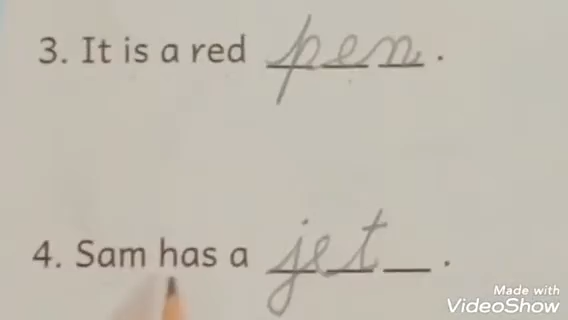 3. It is a red pen.
4. Sam has a jet.
Made with
VideoShow